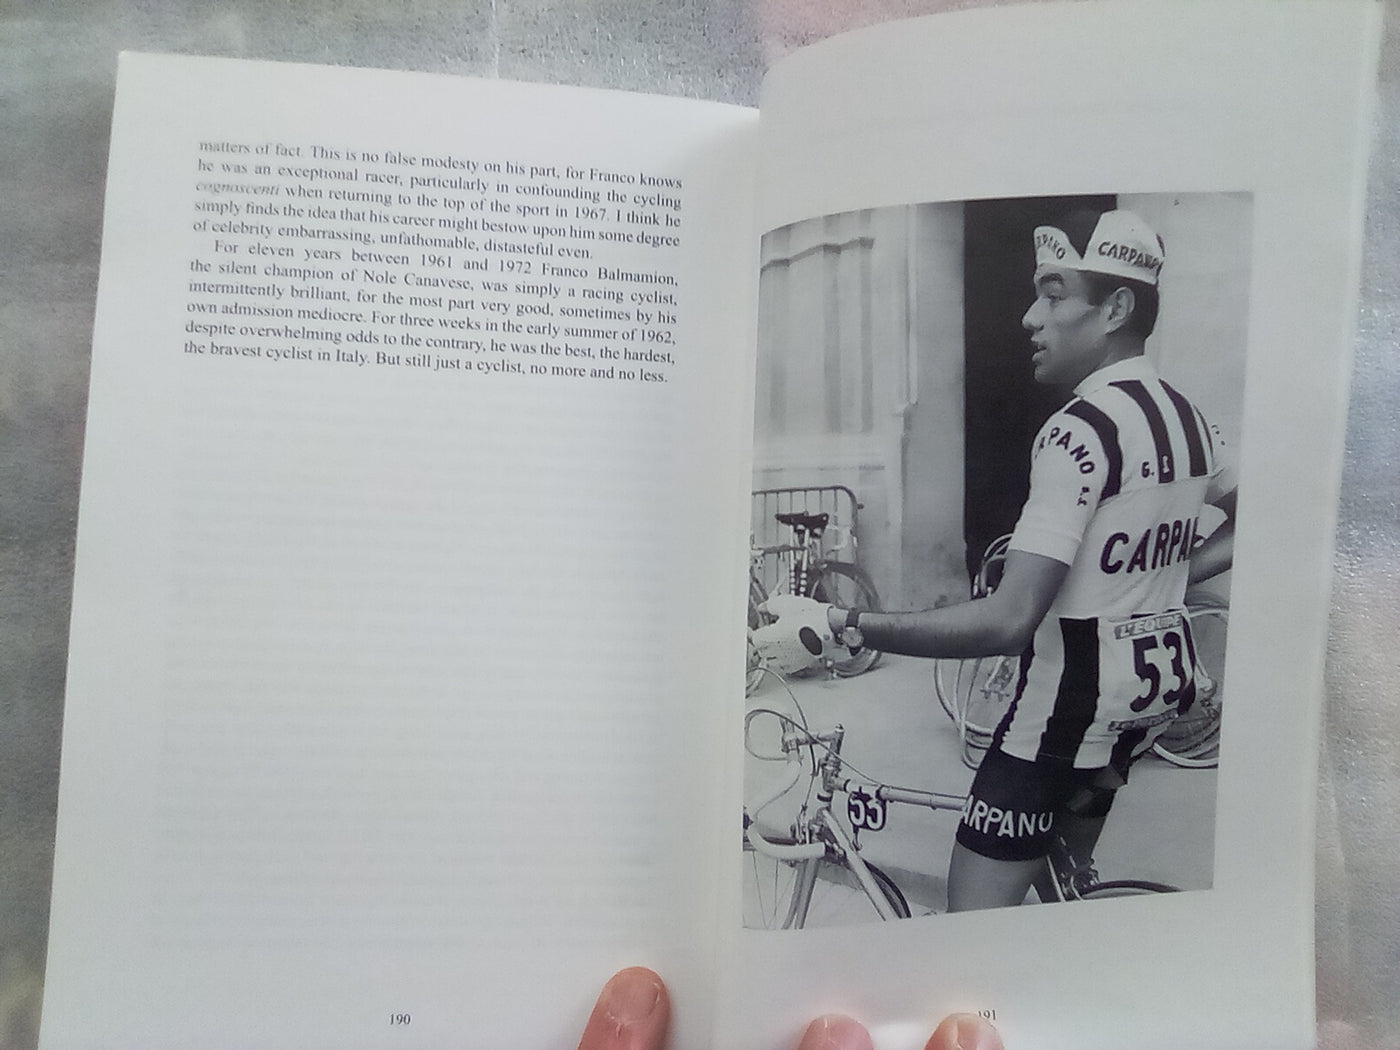 matters of fact. This is no false modesty on his part, for Franco knows
he was an exceptional racer, particularly in confounding the cycling
cognoscenti when returning to the top of the sport in 1967. I think he
simply finds the idea that his career might bestow upon him some degree
of celebrity embarrassing, unfathomable, distasteful even.
For eleven years between 1961 and 1972 Franco Balmamion,
the silent champion of Nole Canavese, was simply a racing cyclist,
intermittently brilliant, for the most part very good, sometimes by his
own admission mediocre. For three weeks in the early summer of 1962,
despite overwhelming odds to the contrary, he was the best, the hardest,
the bravest cyclist in Italy. But still just a cyclist, no more and no less.
190
RPANO
CARPANO
RPANO
G.
CARPAN
L'EQUIPE
53
53
ARPANO
191